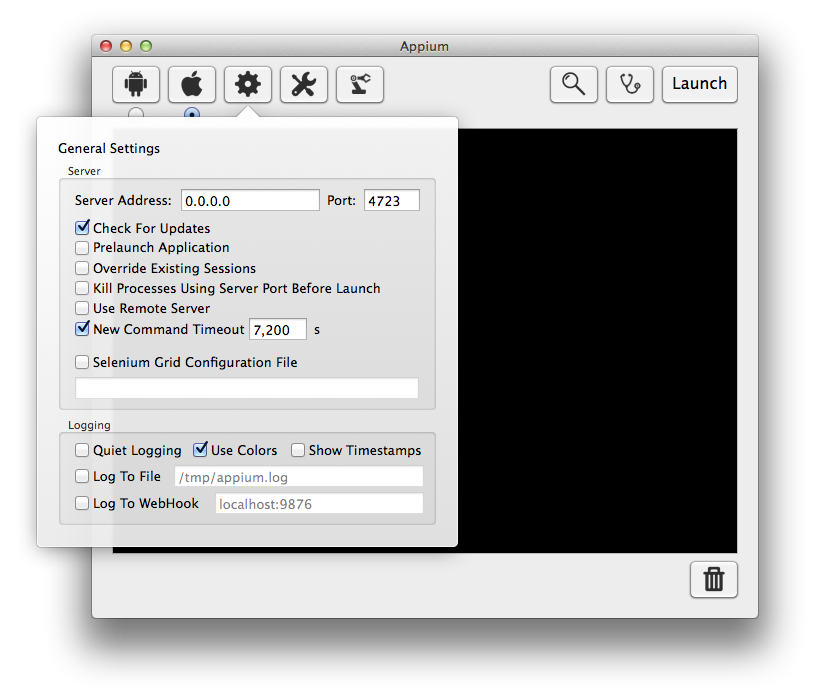 Appium
Launch
General Settings
Server
Server Address: 0.0.0.0 Port: 4723
Check For Updates
Prelaunch Application
Override Existing Sessions
Kill Processes Using Server Port Before Launch
Use Remote Server
New Command Timeout 7,200 s
Selenium Grid Configuration File
Logging
Quiet Logging Use Colors Show Timestamps
Log To File /tmp/appium.log
Log To WebHook localhost:9876